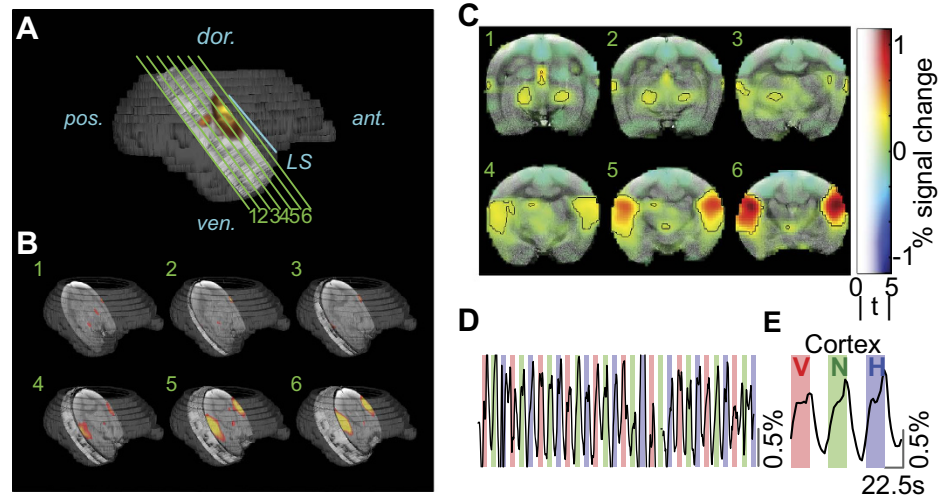 A
dor.
pos.
ant.
LS
ven.
123456
B
1 2 3
4 5 6
C
1 2 3
4 5 6
1
0
-1
% signal change
0 5
| t |
D
0.5%
E
Cortex
V N H
0.5%
22.5s